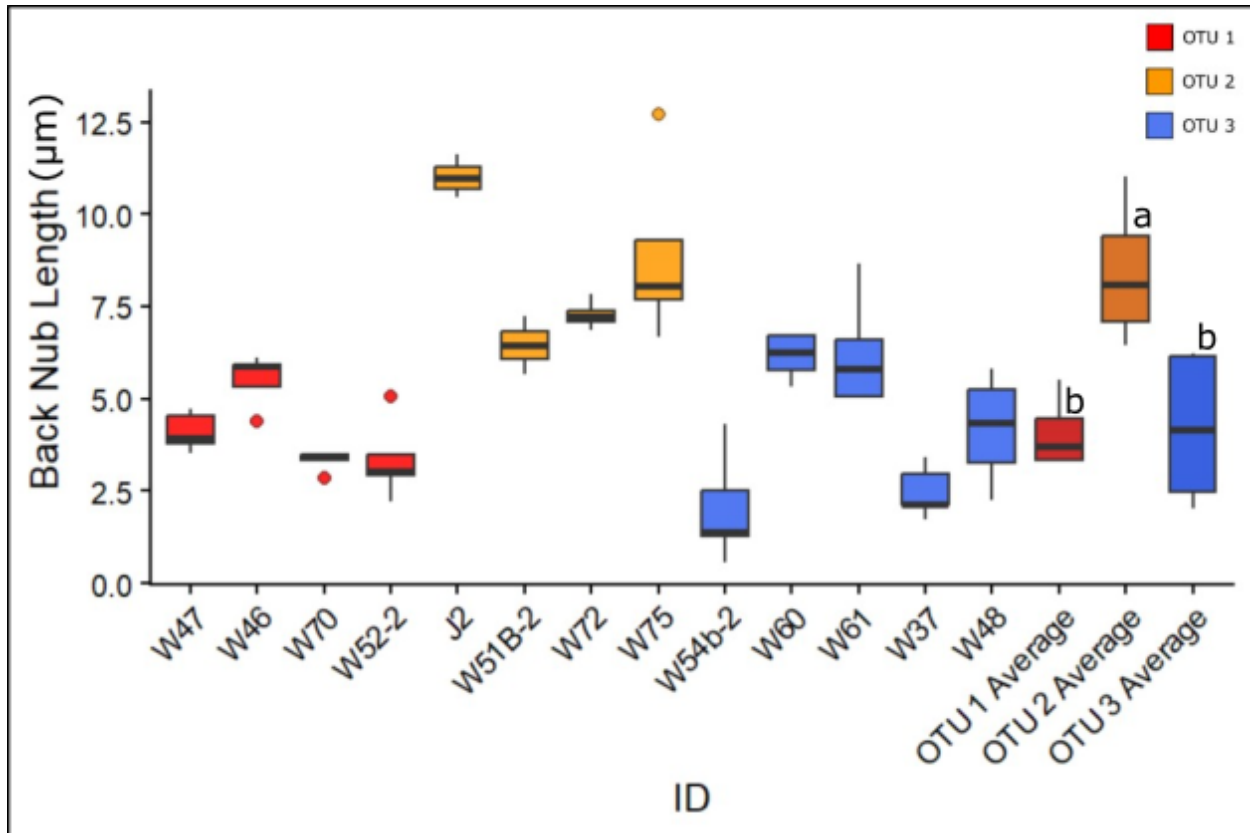 OTU 1
OTU 2
OTU 3
Back Nub Length (µm)
12.5
10.0
7.5
5.0
2.5
0.0
a
b
b
W47
W46
W70
W52-2
J2
W51B-2
W72
W75
W54b-2
W60
W61
W37
W48
OTU 1 Average
OTU 2 Average
OTU 3 Average
ID